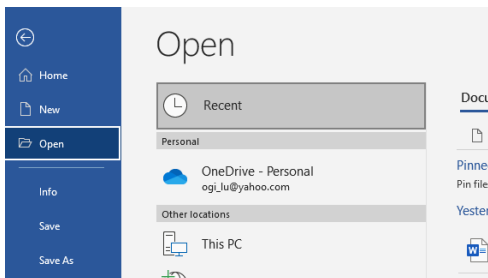 Open
Home
New
Open
Info
Save
Save As
Recent
Personal
OneDrive - Personal
ogi_lu@yahoo.com
Other locations
This PC
Docu
Pinne
Pin file
Yester